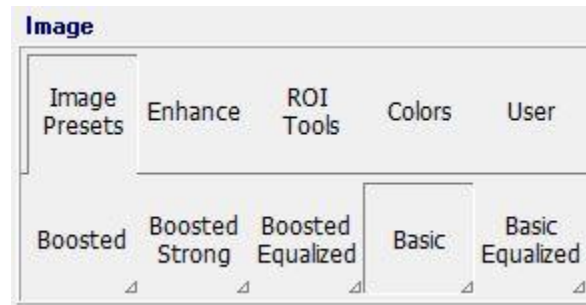 Image
Image Presets
Enhance
ROI Tools
Colors
User
Boosted
Boosted Strong
Boosted Equalized
Basic
Basic Equalized